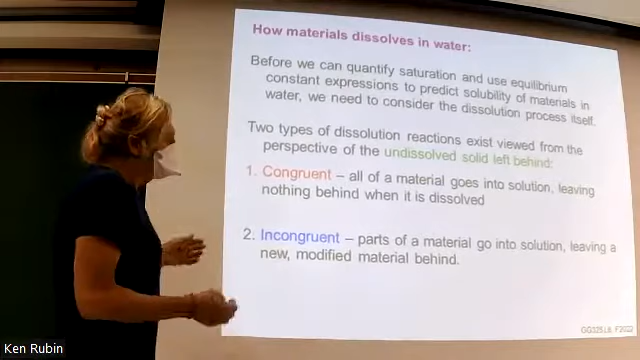 How materials dissolves in water:
Before we can quantify saturation and use equilibrium
constant expressions to predict solubility of materials in
water, we need to consider the dissolution process itself.
Two types of dissolution reactions exist viewed from the
perspective of the undissolved solid left behind:
1. Congruent – all of a material goes into solution, leaving
nothing behind when it is dissolved
2. Incongruent – parts of a material go into solution, leaving a
new, modified material behind.
GG325 L8, F2022
Ken Rubin